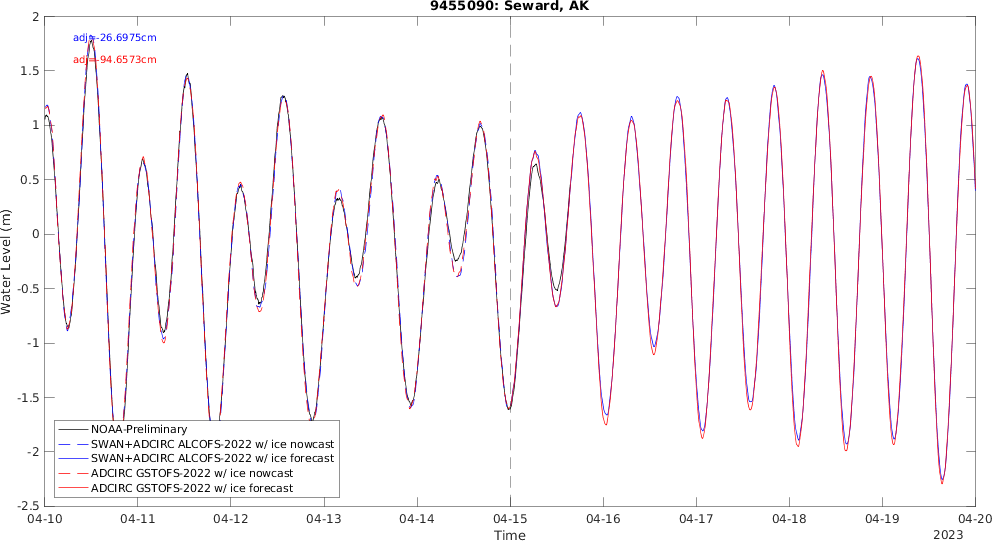 9455090: Seward, AK
adj=-26.6975cm
adj=-94.6573cm
Water Level (m)
2
1.5
1
0.5
0
-0.5
-1
-1.5
-2
-2.5
NOAA-Preliminary
SWAN+ADCIRC ALCOFS-2022 w/ ice nowcast
SWAN+ADCIRC ALCOFS-2022 w/ ice forecast
ADCIRC GSTOFS-2022 w/ ice nowcast
ADCIRC GSTOFS-2022 w/ ice forecast
04-10 04-11 04-12 04-13 04-14 04-15 04-16 04-17 04-18 04-19 04-20
Time
2023